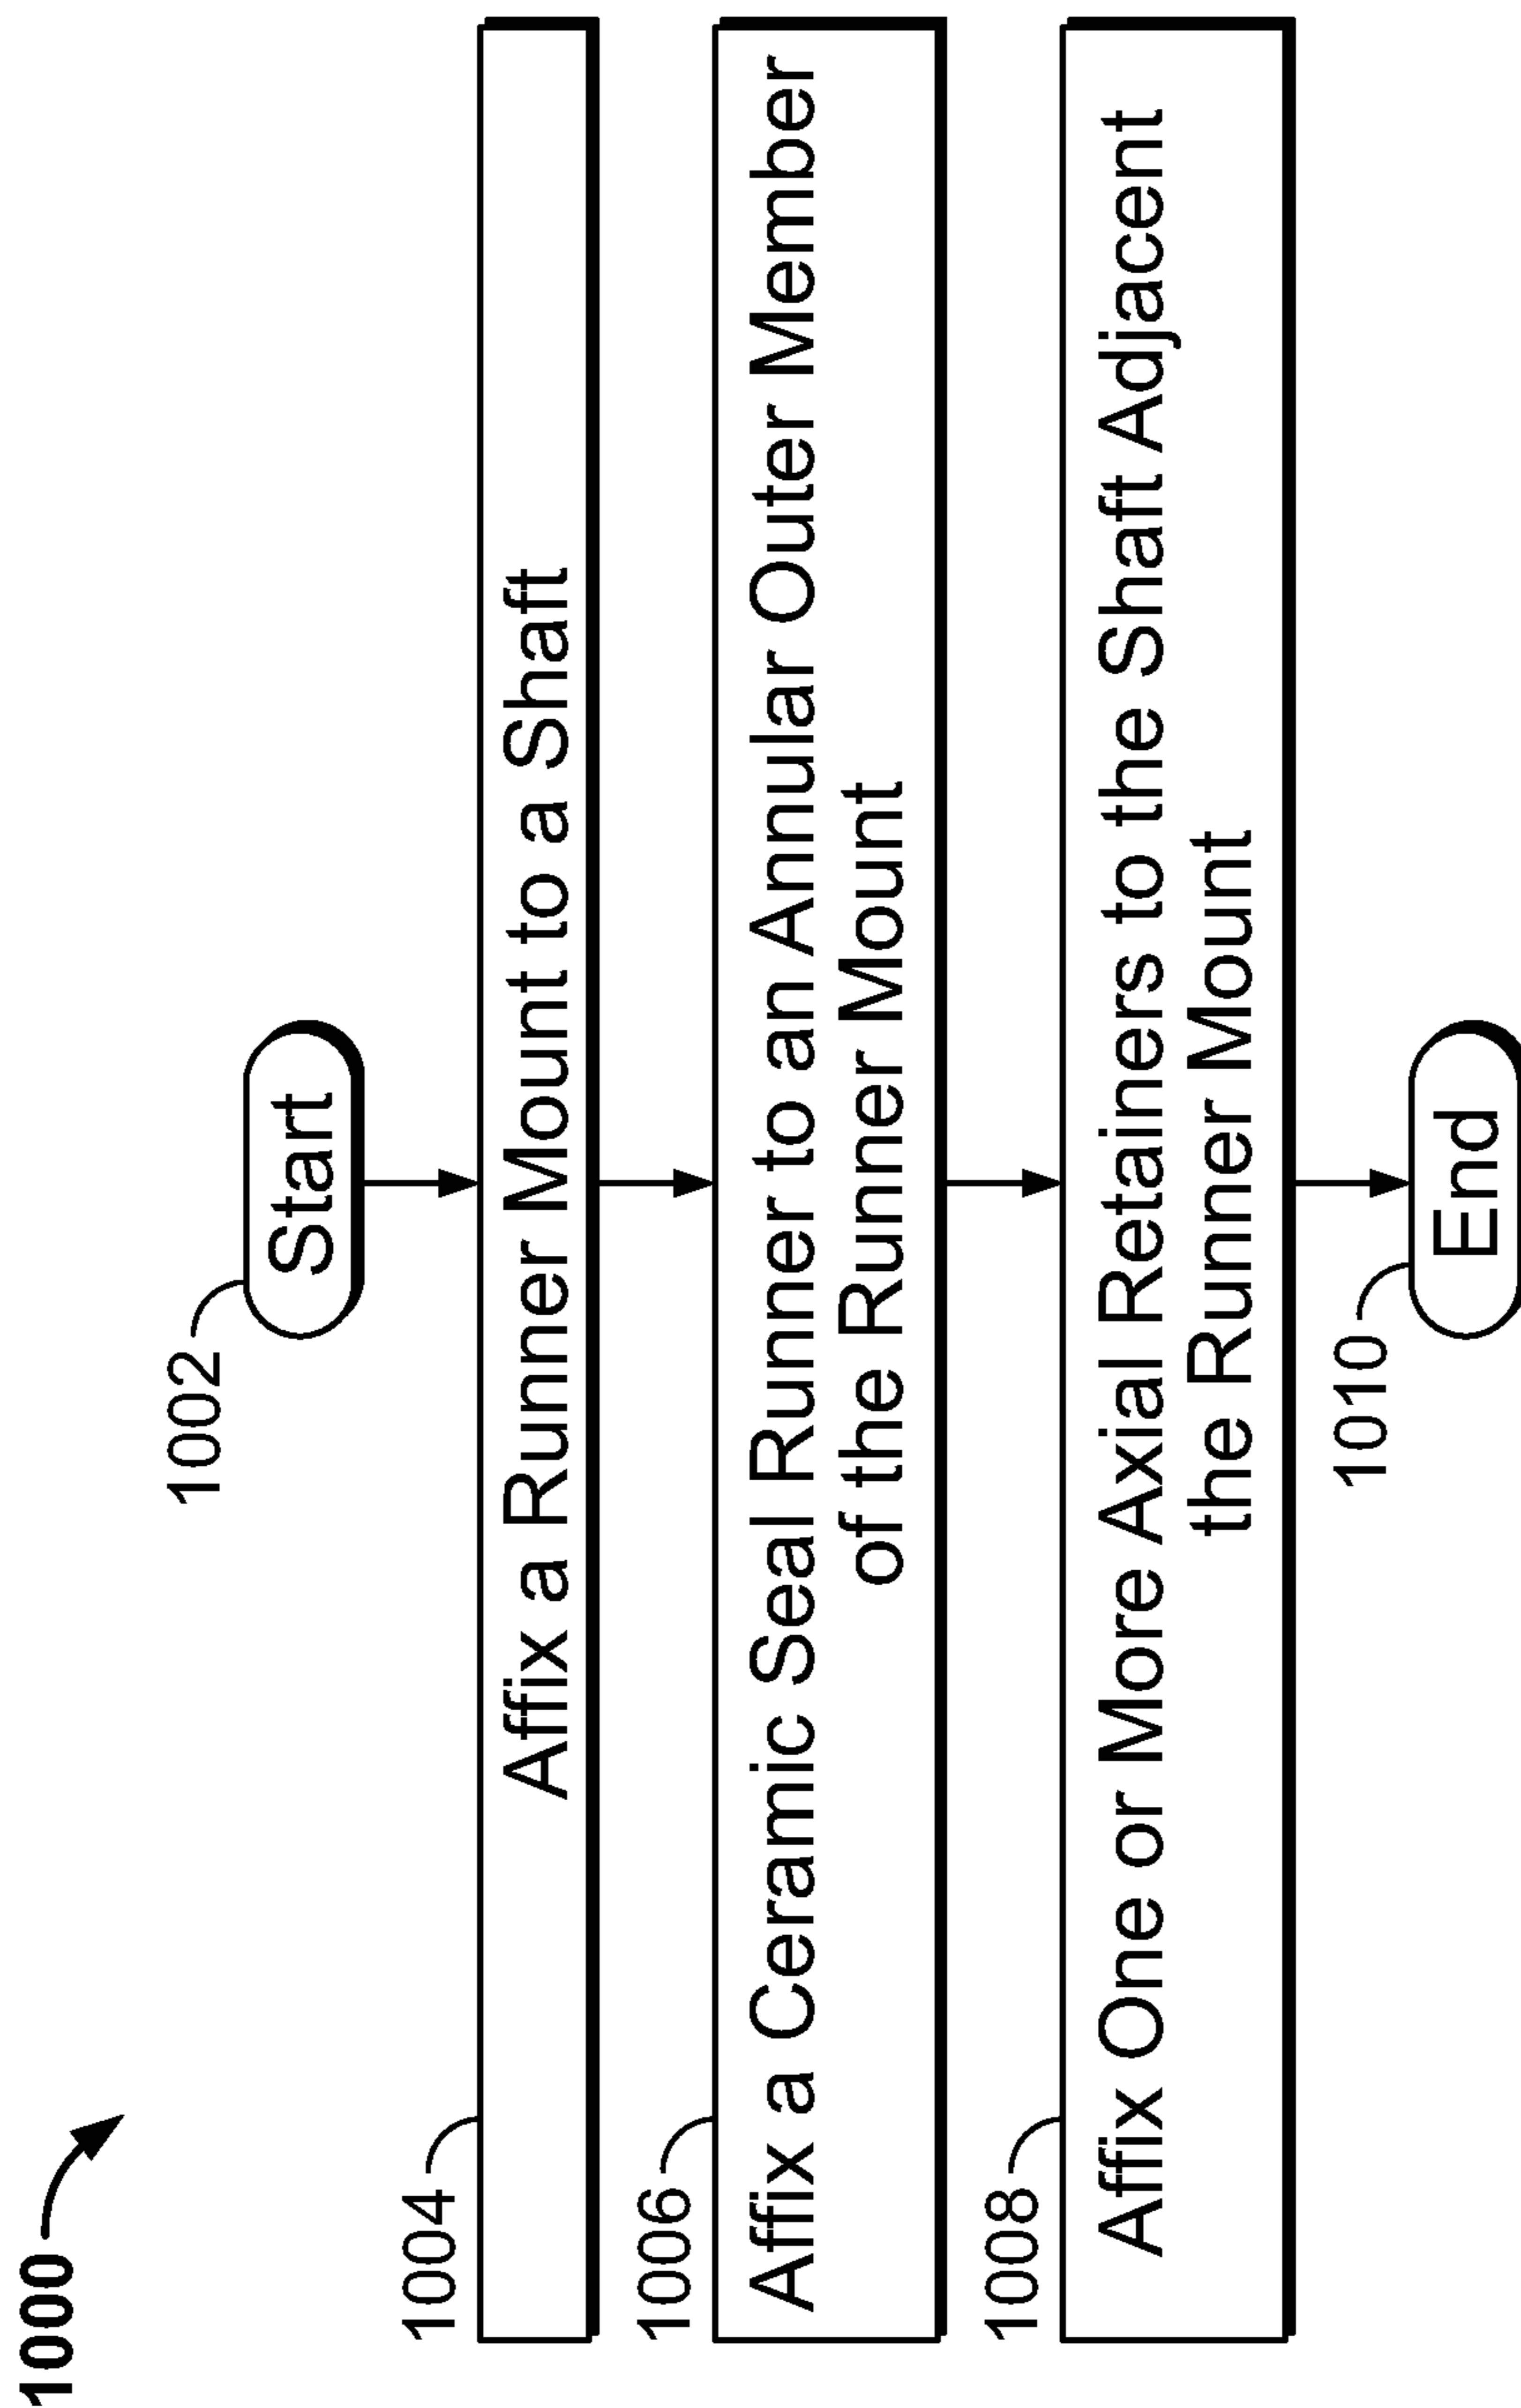 1000
1002
Start
1004
Affix a Runner Mount to a Shaft
1006
Affix a Ceramic Seal Runner to an Annular Outer Member
of the Runner Mount
1008
Affix One or More Axial Retainers to the Shaft Adjacent
the Runner Mount
1010
End